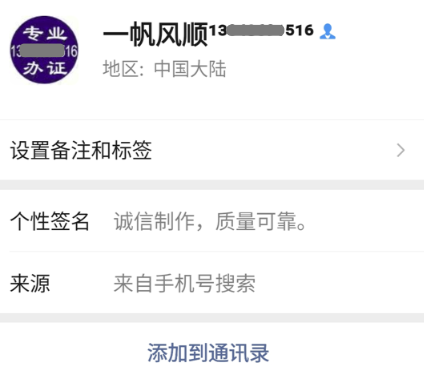 专业
13 16
办证
一帆风顺13 516
地区: 中国大陆
设置备注和标签
个性签名 诚信制作，质量可靠。
来源 来自手机号搜索
添加到通讯录